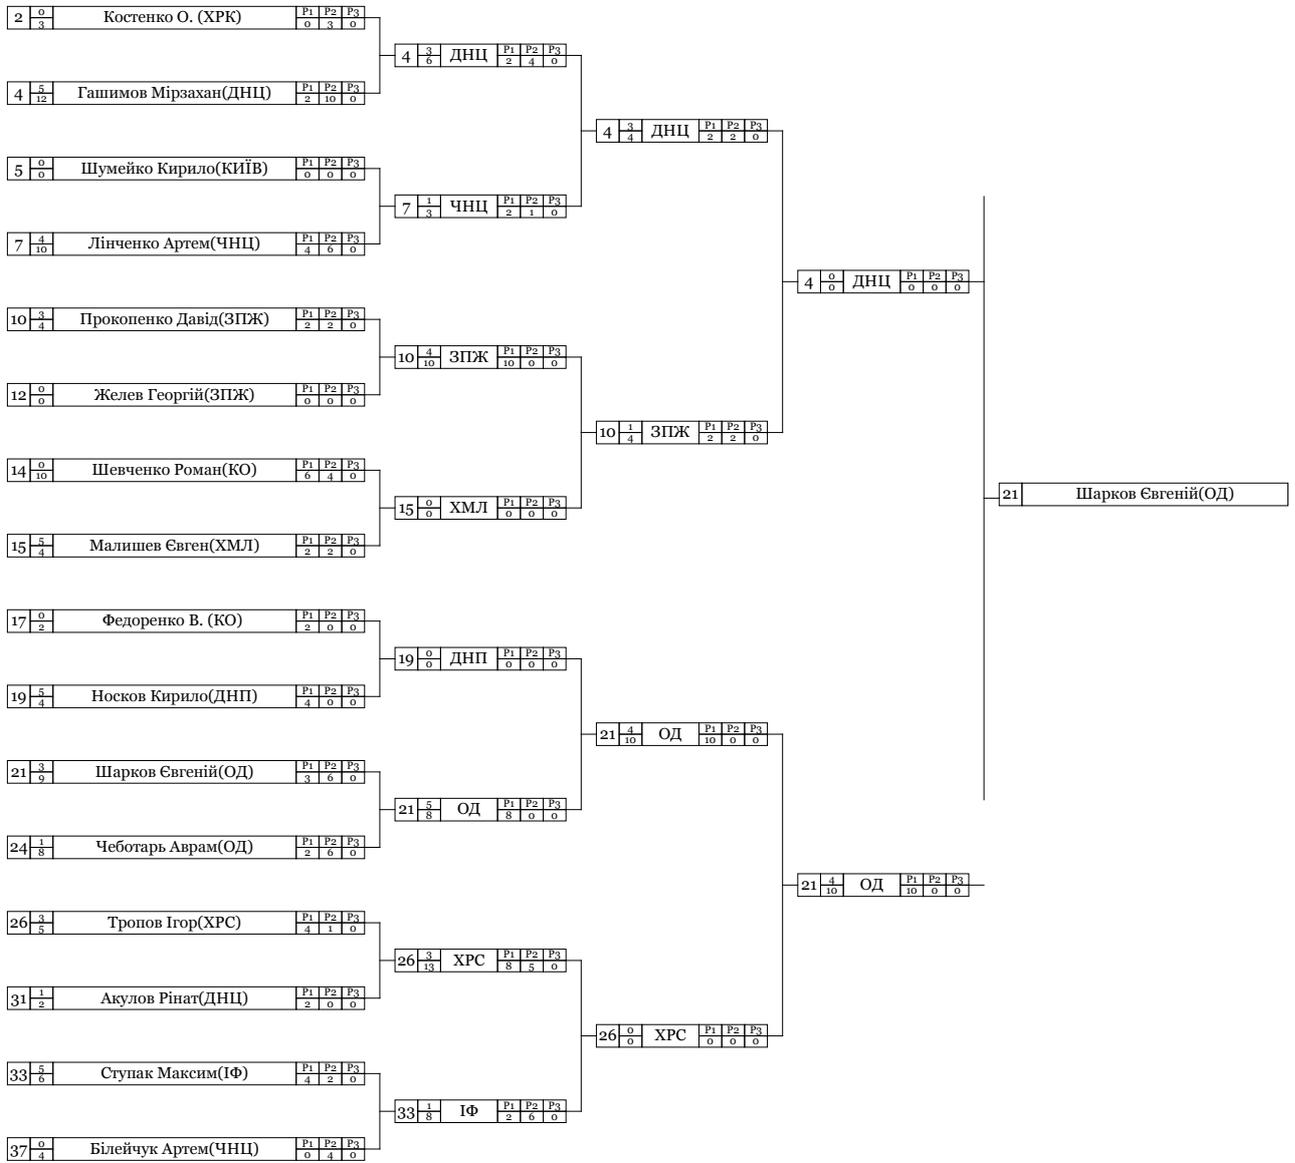 2 0 3 Костенко О. (ХРК) P1 P2 P3 0 3 0
4 3 6 ДНЦ P1 P2 P3 2 4 0
4 5 12 Гашимов Мірзахан(ДНЦ) P1 P2 P3 2 10 0
4 3 4 ДНЦ P1 P2 P3 2 2 0
5 0 0 Шумейко Кирило(КИЇВ) P1 P2 P3 0 0 0
7 1 3 ЧНЦ P1 P2 P3 2 1 0
7 4 10 Лінченко Артем(ЧНЦ) P1 P2 P3 4 6 0
4 0 0 ДНЦ P1 P2 P3 0 0 0
10 3 4 Прокопенко Давід(ЗПЖ) P1 P2 P3 2 2 0
10 4 10 ЗПЖ P1 P2 P3 10 0 0
12 0 0 Желев Георгій(ЗПЖ) P1 P2 P3 0 0 0
10 1 4 ЗПЖ P1 P2 P3 2 2 0
14 0 10 Шевченко Роман(КО) P1 P2 P3 6 4 0
21 Шарков Євгеній(ОД)
15 0 0 ХМЛ P1 P2 P3 0 0 0
15 5 4 Малишев Євген(ХМЛ) P1 P2 P3 2 2 0
17 0 2 Федоренко В. (КО) P1 P2 P3 2 0 0
19 0 0 ДНП P1 P2 P3 0 0 0
19 5 4 Носков Кирило(ДНП) P1 P2 P3 4 0 0
21 4 10 ОД P1 P2 P3 10 0 0
21 3 9 Шарков Євгеній(ОД) P1 P2 P3 3 6 0
21 5 8 ОД P1 P2 P3 8 0 0
24 1 8 Чеботарь Аврам(ОД) P1 P2 P3 2 6 0
21 4 10 ОД P1 P2 P3 10 0 0
26 3 5 Тропов Ігор(ХРС) P1 P2 P3 4 1 0
26 3 13 ХРС P1 P2 P3 8 5 0
31 1 2 Акулов Рінат(ДНЦ) P1 P2 P3 2 0 0
26 0 0 ХРС P1 P2 P3 0 0 0
33 5 6 Ступак Максим(ІФ) P1 P2 P3 4 2 0
33 1 8 ІФ P1 P2 P3 2 6 0
37 0 4 Білейчук Артем(ЧНЦ) P1 P2 P3 0 4 0